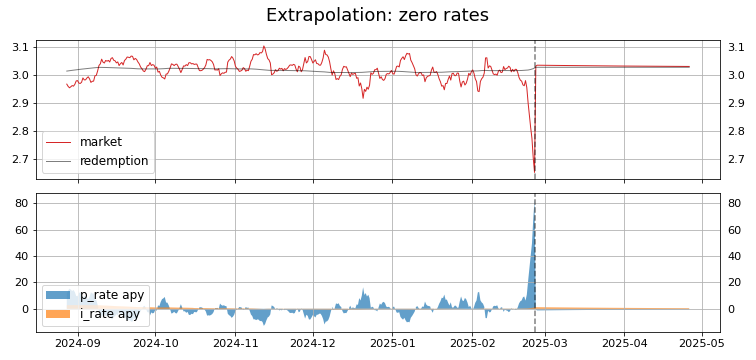 Extrapolation: zero rates
3.1 3.1
3.0 3.0
2.9 2.9
2.8 2.8
2.7 2.7
market
redemption
80 80
60 60
40 40
20 20
0 0
p_rate apy
i_rate apy
2024-09 2024-10 2024-11 2024-12 2025-01 2025-02 2025-03 2025-04 2025-05